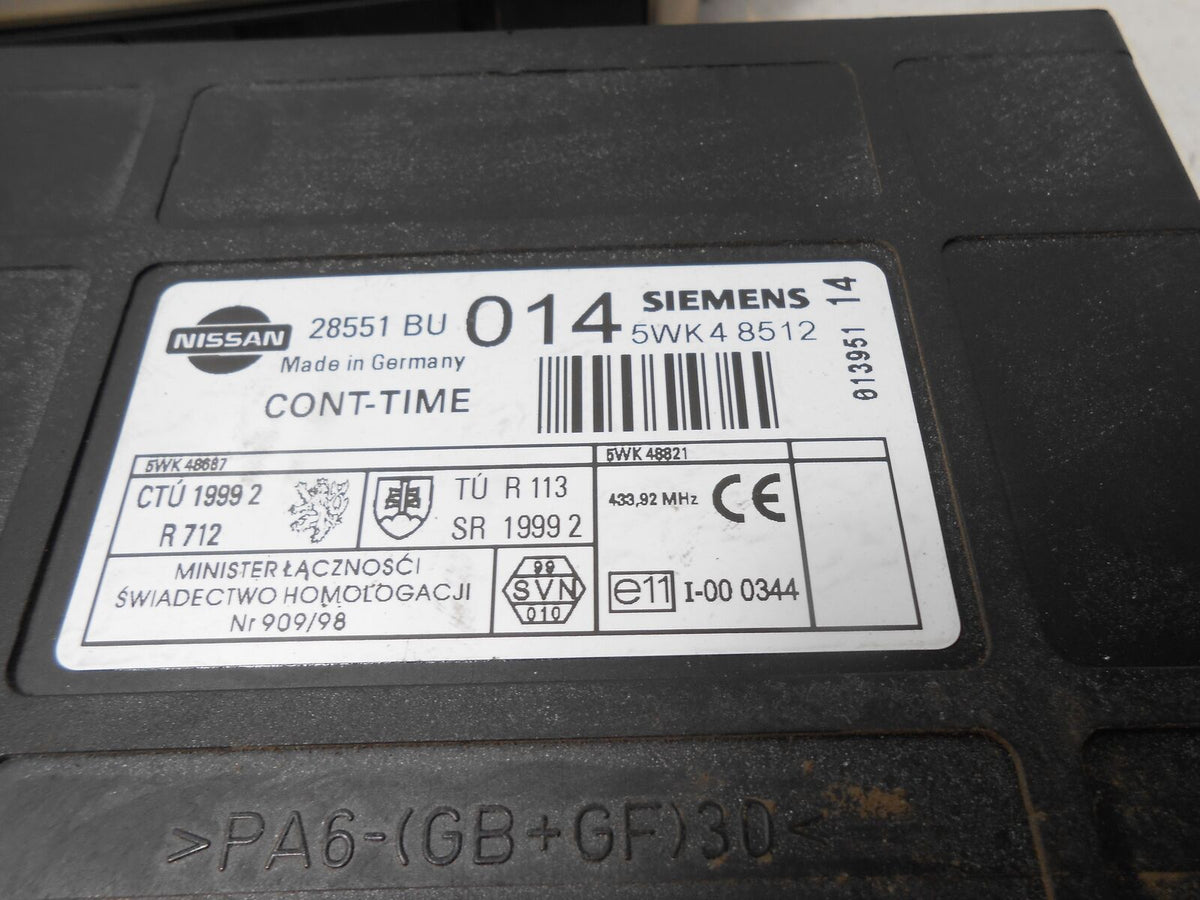 NISSAN 28551 BU 014 SIEMENS
5WK4 8512
Made in Germany
CONT-TIME
013951 14
5WK 48687
5WK 48821
CTÚ 1999 2
R 712
TÚ R 113
SR 1999 2
433,92 MHz CE
MINISTER ŁĄCZNOŚCI
ŚWIADECTWO HOMOLOGACJI
Nr 909/98
99
SVN
010
e11 I-00 0344
>PA6-(GB+GF)30<